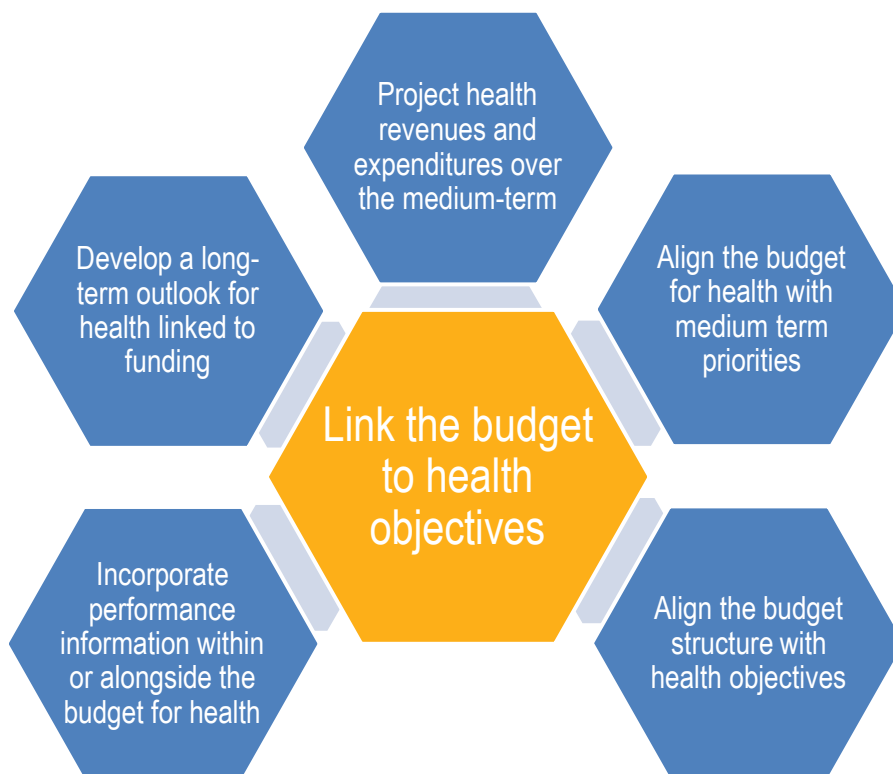 Project health
revenues and
expenditures over
the medium-term
Develop a long-
term outlook for
health linked to
funding
Align the budget
for health with
medium term
priorities
Link the budget
to health
objectives
Incorporate
performance
information within
or alongside the
budget for health
Align the budget
structure with
health objectives